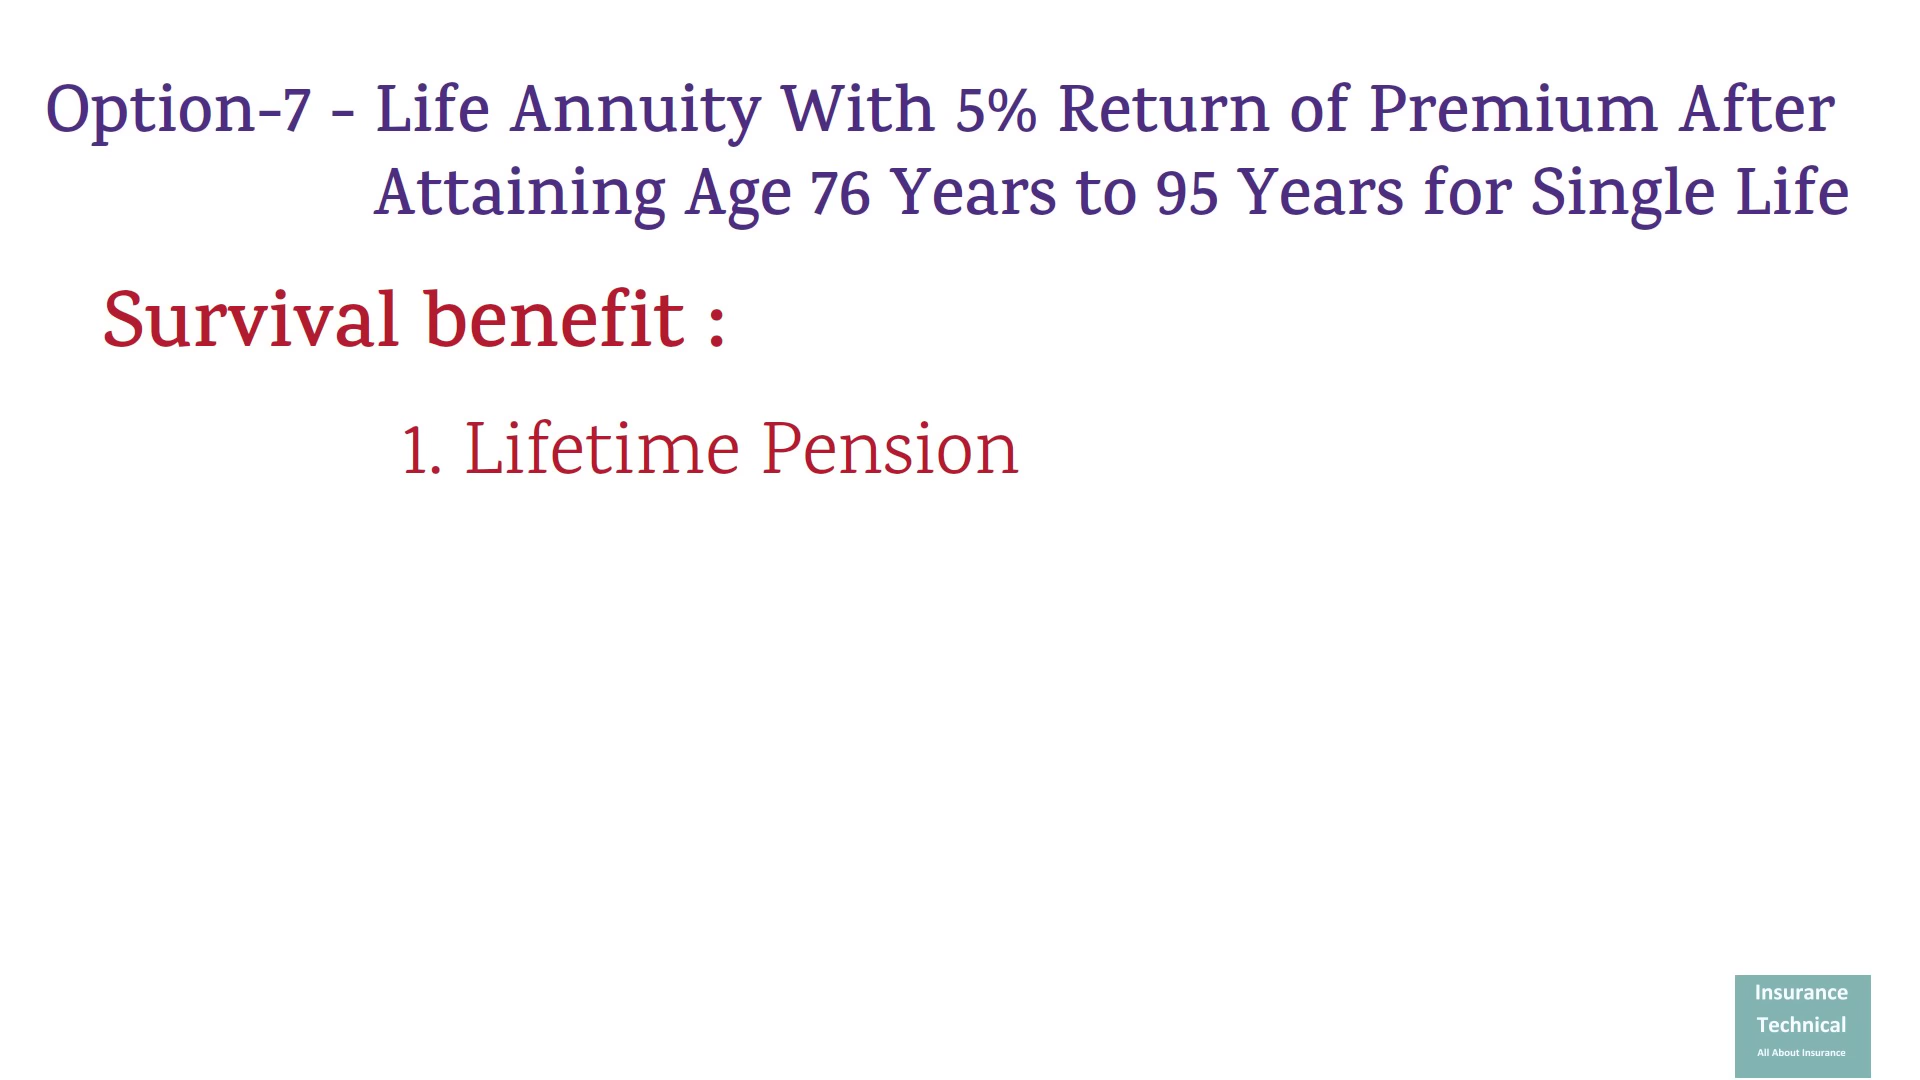 Option-7 - Life Annuity With 5% Return of Premium After
Attaining Age 76 Years to 95 Years for Single Life
Survival benefit :
1. Lifetime Pension
Insurance
Technical
All About Insurance